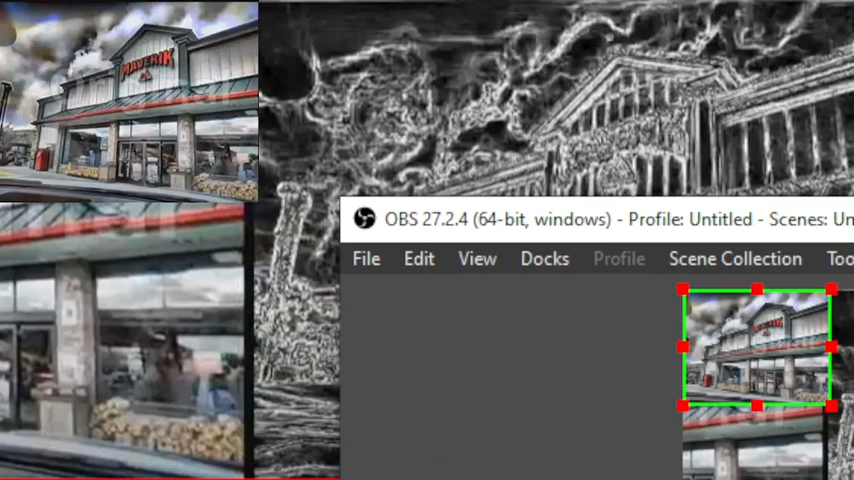 MAVERIK
OBS 27.2.4 (64-bit, windows) - Profile: Untitled - Scenes: Un
File Edit View Docks Profile Scene Collection Too
MAVERIK